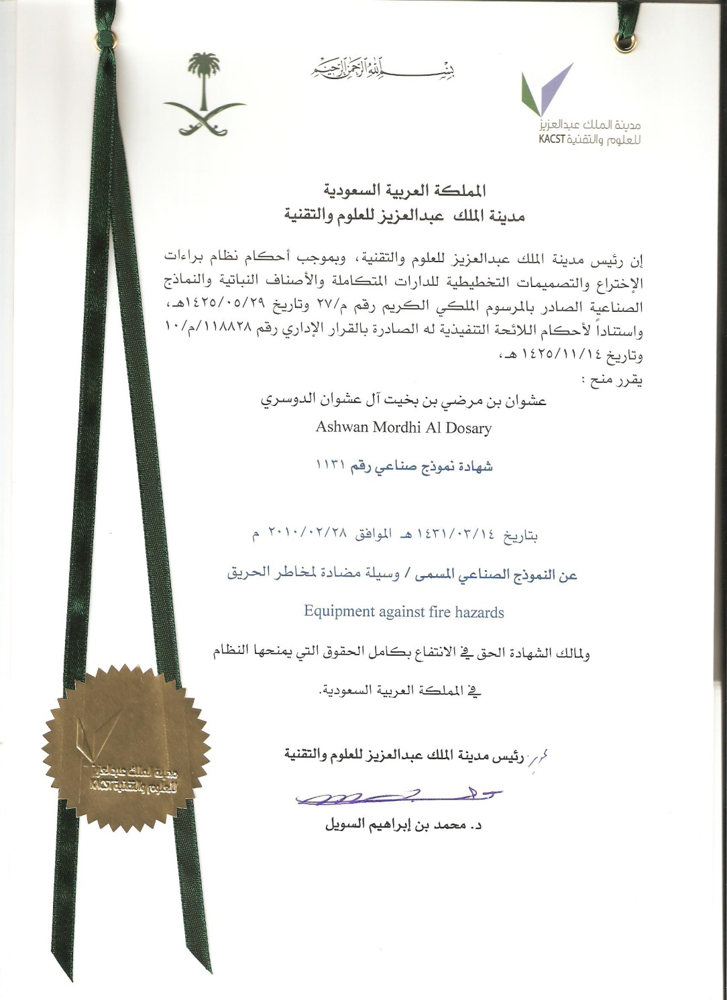 بسم الله الرحمن الرحيم
مدينة الملك عبدالعزيز
للعلوم والتقنية KACST
المملكة العربية السعودية
مدينة الملك عبدالعزيز للعلوم والتقنية
إن رئيس مدينة الملك عبدالعزيز للعلوم والتقنية، وبموجب أحكام نظام براءات
الإختراع والتصميمات التخطيطية للدارات المتكاملة والأصناف النباتية والنماذج
الصناعية الصادر بالمرسوم الملكي الكريم رقم م/٢٧ وتاريخ ١٤٢٥/٠٥/٢٩هـ،
واستناداً لأحكام اللائحة التنفيذية له الصادرة بالقرار الإداري رقم ١١٨٨٢٨/م/١٠
وتاريخ ١٤٢٥/١١/١٤ هـ،
يقرر منح :
عشوان بن مرضي بن بخيت آل عشوان الدوسري
Ashwan Mordhi Al Dosary
شهادة نموذج صناعي رقم ١١٣١
بتاريخ ١٤٣١/٠٣/١٤ هـ الموافق ٢٠١٠/٠٢/٢٨ م
عن النموذج الصناعي المسمى / وسيلة مضادة لمخاطر الحريق
Equipment against fire hazards
ولمالك الشهادة الحق في الانتفاع بكامل الحقوق التي يمنحها النظام
في المملكة العربية السعودية.
رئيس مدينة الملك عبدالعزيز للعلوم والتقنية
د. محمد بن إبراهيم السويل
مدينة الملك عبدالعزيز
للعلوم والتقنية KACST